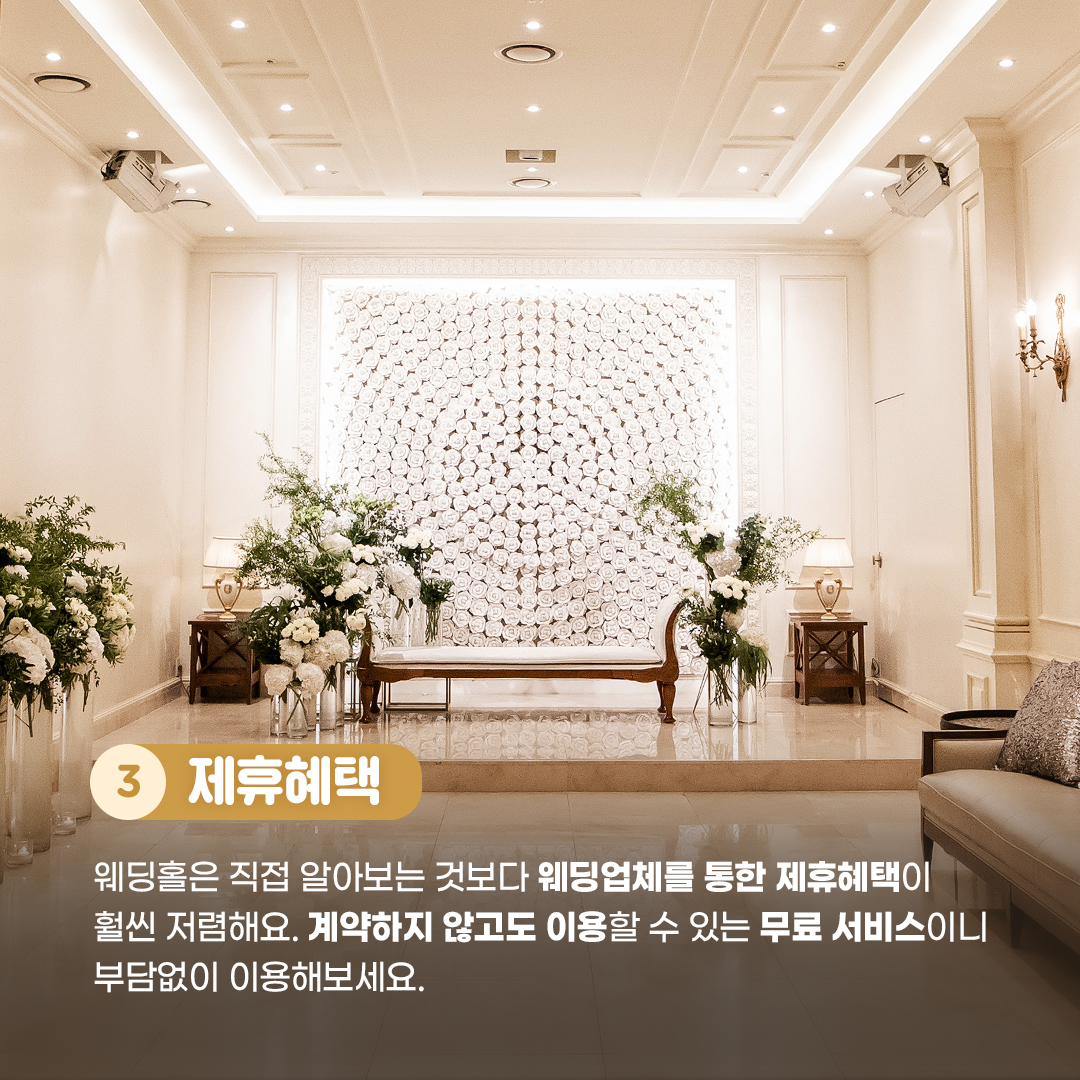 3 제휴혜택
웨딩홀은 직접 알아보는 것보다 웨딩업체를 통한 제휴혜택이
훨씬 저렴해요. 계약하지 않고도 이용할 수 있는 무료 서비스이니
부담없이 이용해보세요.